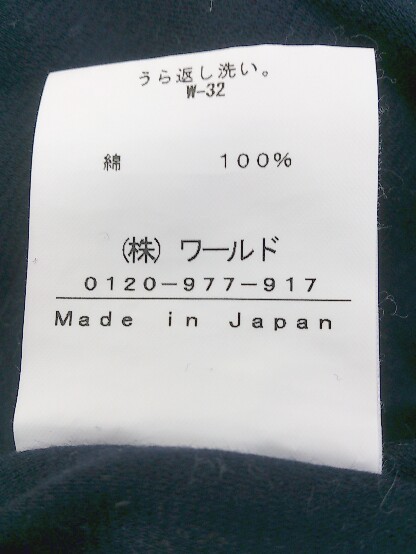 うら返し洗い。
W-32
綿 100%
(株) ワールド
0120-977-917
Made in Japan